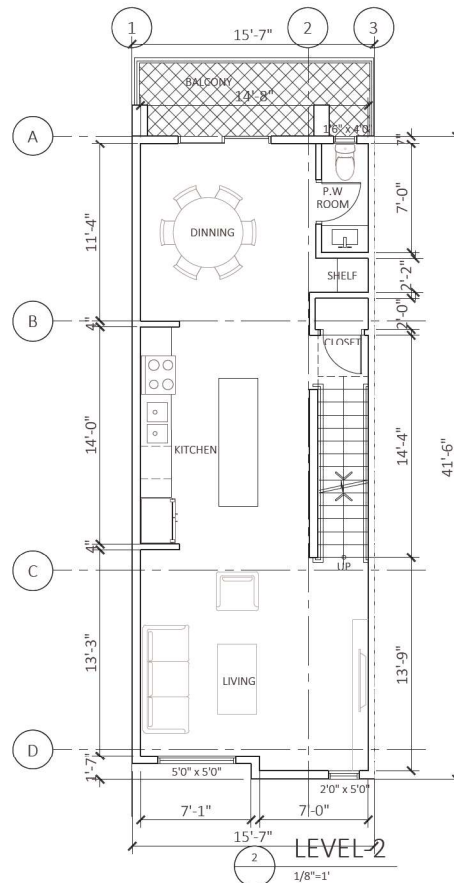 1
2
3
15'-7"
BALCONY
14'-8"
A
1'6" x 4'0
7"
P.W
ROOM
7'-0"
11'-4"
DINNING
SHELF
2'-2"
B
4"
2'-0"
CLOSET
14'-0"
KITCHEN
14'-4"
41'-6"
4"
C
UP
13'-3"
13'-9"
LIVING
D
1'-7"
5'0" x 5'0"
2'0" x 5'0"
7'-1"
7'-0"
15'-7"
2
LEVEL-2
1/8"=1'